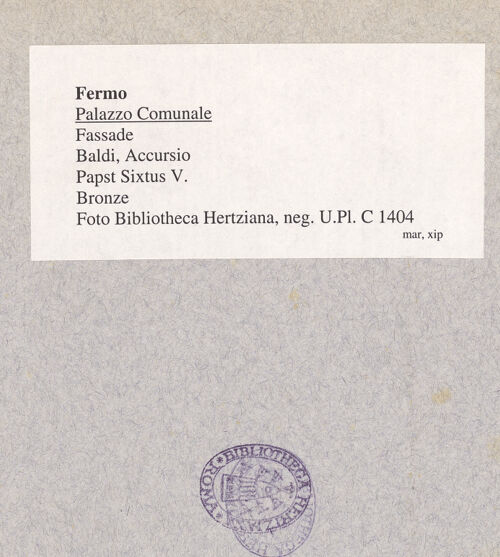 Fermo
Palazzo Comunale
Fassade
Baldi, Accursio
Papst Sixtus V.
Bronze
Foto Bibliotheca Hertziana, neg. U.Pl. C 1404
mar, xip
BIBLIOTHECA HERTZIANA * ROMA *